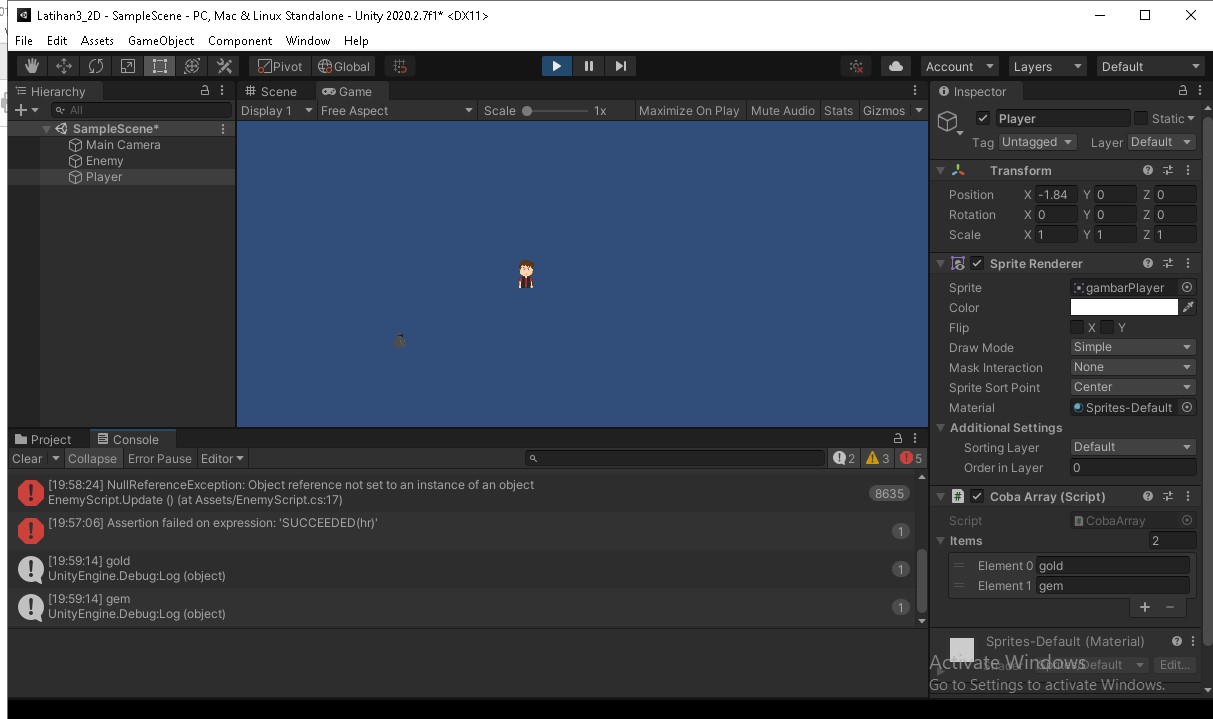 Latihan3_2D - SampleScene - PC, Mac & Linux Standalone - Unity 2020.2.7f1* <DX11>
File Edit Assets GameObject Component Window Help
Pivot Global Account Layers Default
Hierarchy
All
SampleScene*
Main Camera
Enemy
Player
Scene Game
Display 1 Free Aspect Scale 1x Maximize On Play Mute Audio Stats Gizmos
Project Console
Clear Collapse Error Pause Editor 2 3 5
[19:58:24] NullReferenceException: Object reference not set to an instance of an object
EnemyScript.Update () (at Assets/EnemyScript.cs:17)
8635
[19:57:06] Assertion failed on expression: 'SUCCEEDED(hr)'
1
[19:59:14] gold
UnityEngine.Debug:Log (object)
1
[19:59:14] gem
UnityEngine.Debug:Log (object)
1
Inspector
Player Static
Tag Untagged Layer Default
Transform
Position X -1.84 Y 0 Z 0
Rotation X 0 Y 0 Z 0
Scale X 1 Y 1 Z 1
Sprite Renderer
Sprite gambarPlayer
Color
Flip X Y
Draw Mode Simple
Mask Interaction None
Sprite Sort Point Center
Material Sprites-Default
Additional Settings
Sorting Layer Default
Order in Layer 0
# Coba Array (Script)
Script CobaArray
Items 2
Element 0 gold
Element 1 gem
Sprites-Default (Material)
Shader Sprites/Default Edit...
Activate Windows
Go to Settings to activate Windows.